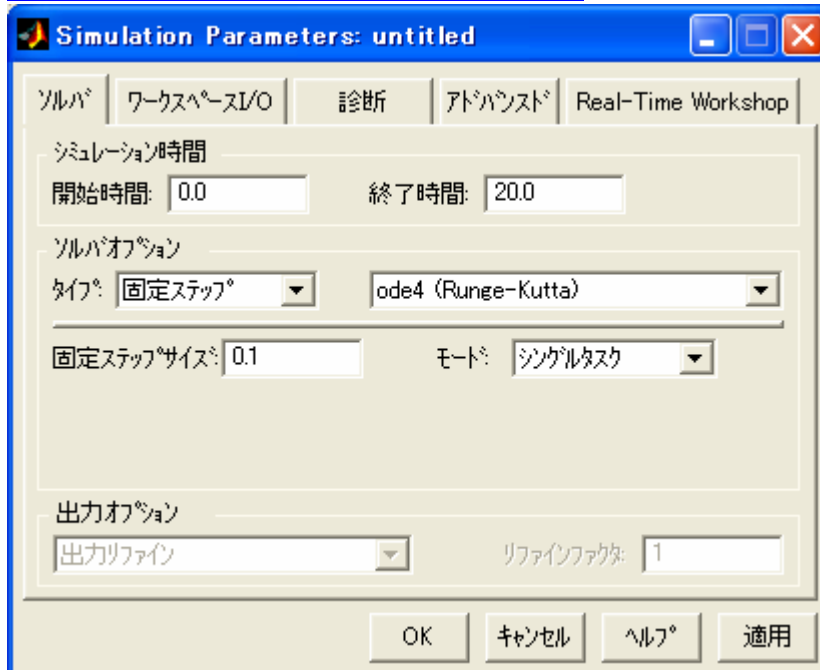 Simulation Parameters: untitled
ソルバ ワークスペースI/O 診断 アドバンスド Real-Time Workshop
シミュレーション時間
開始時間: 0.0 終了時間: 20.0
ソルバオプション
タイプ: 固定ステップ ode4 (Runge-Kutta)
固定ステップサイズ: 0.1 モード: シングルタスク
出力オプション
出力リファイン リファインファクタ: 1
OK キャンセル ヘルプ 適用